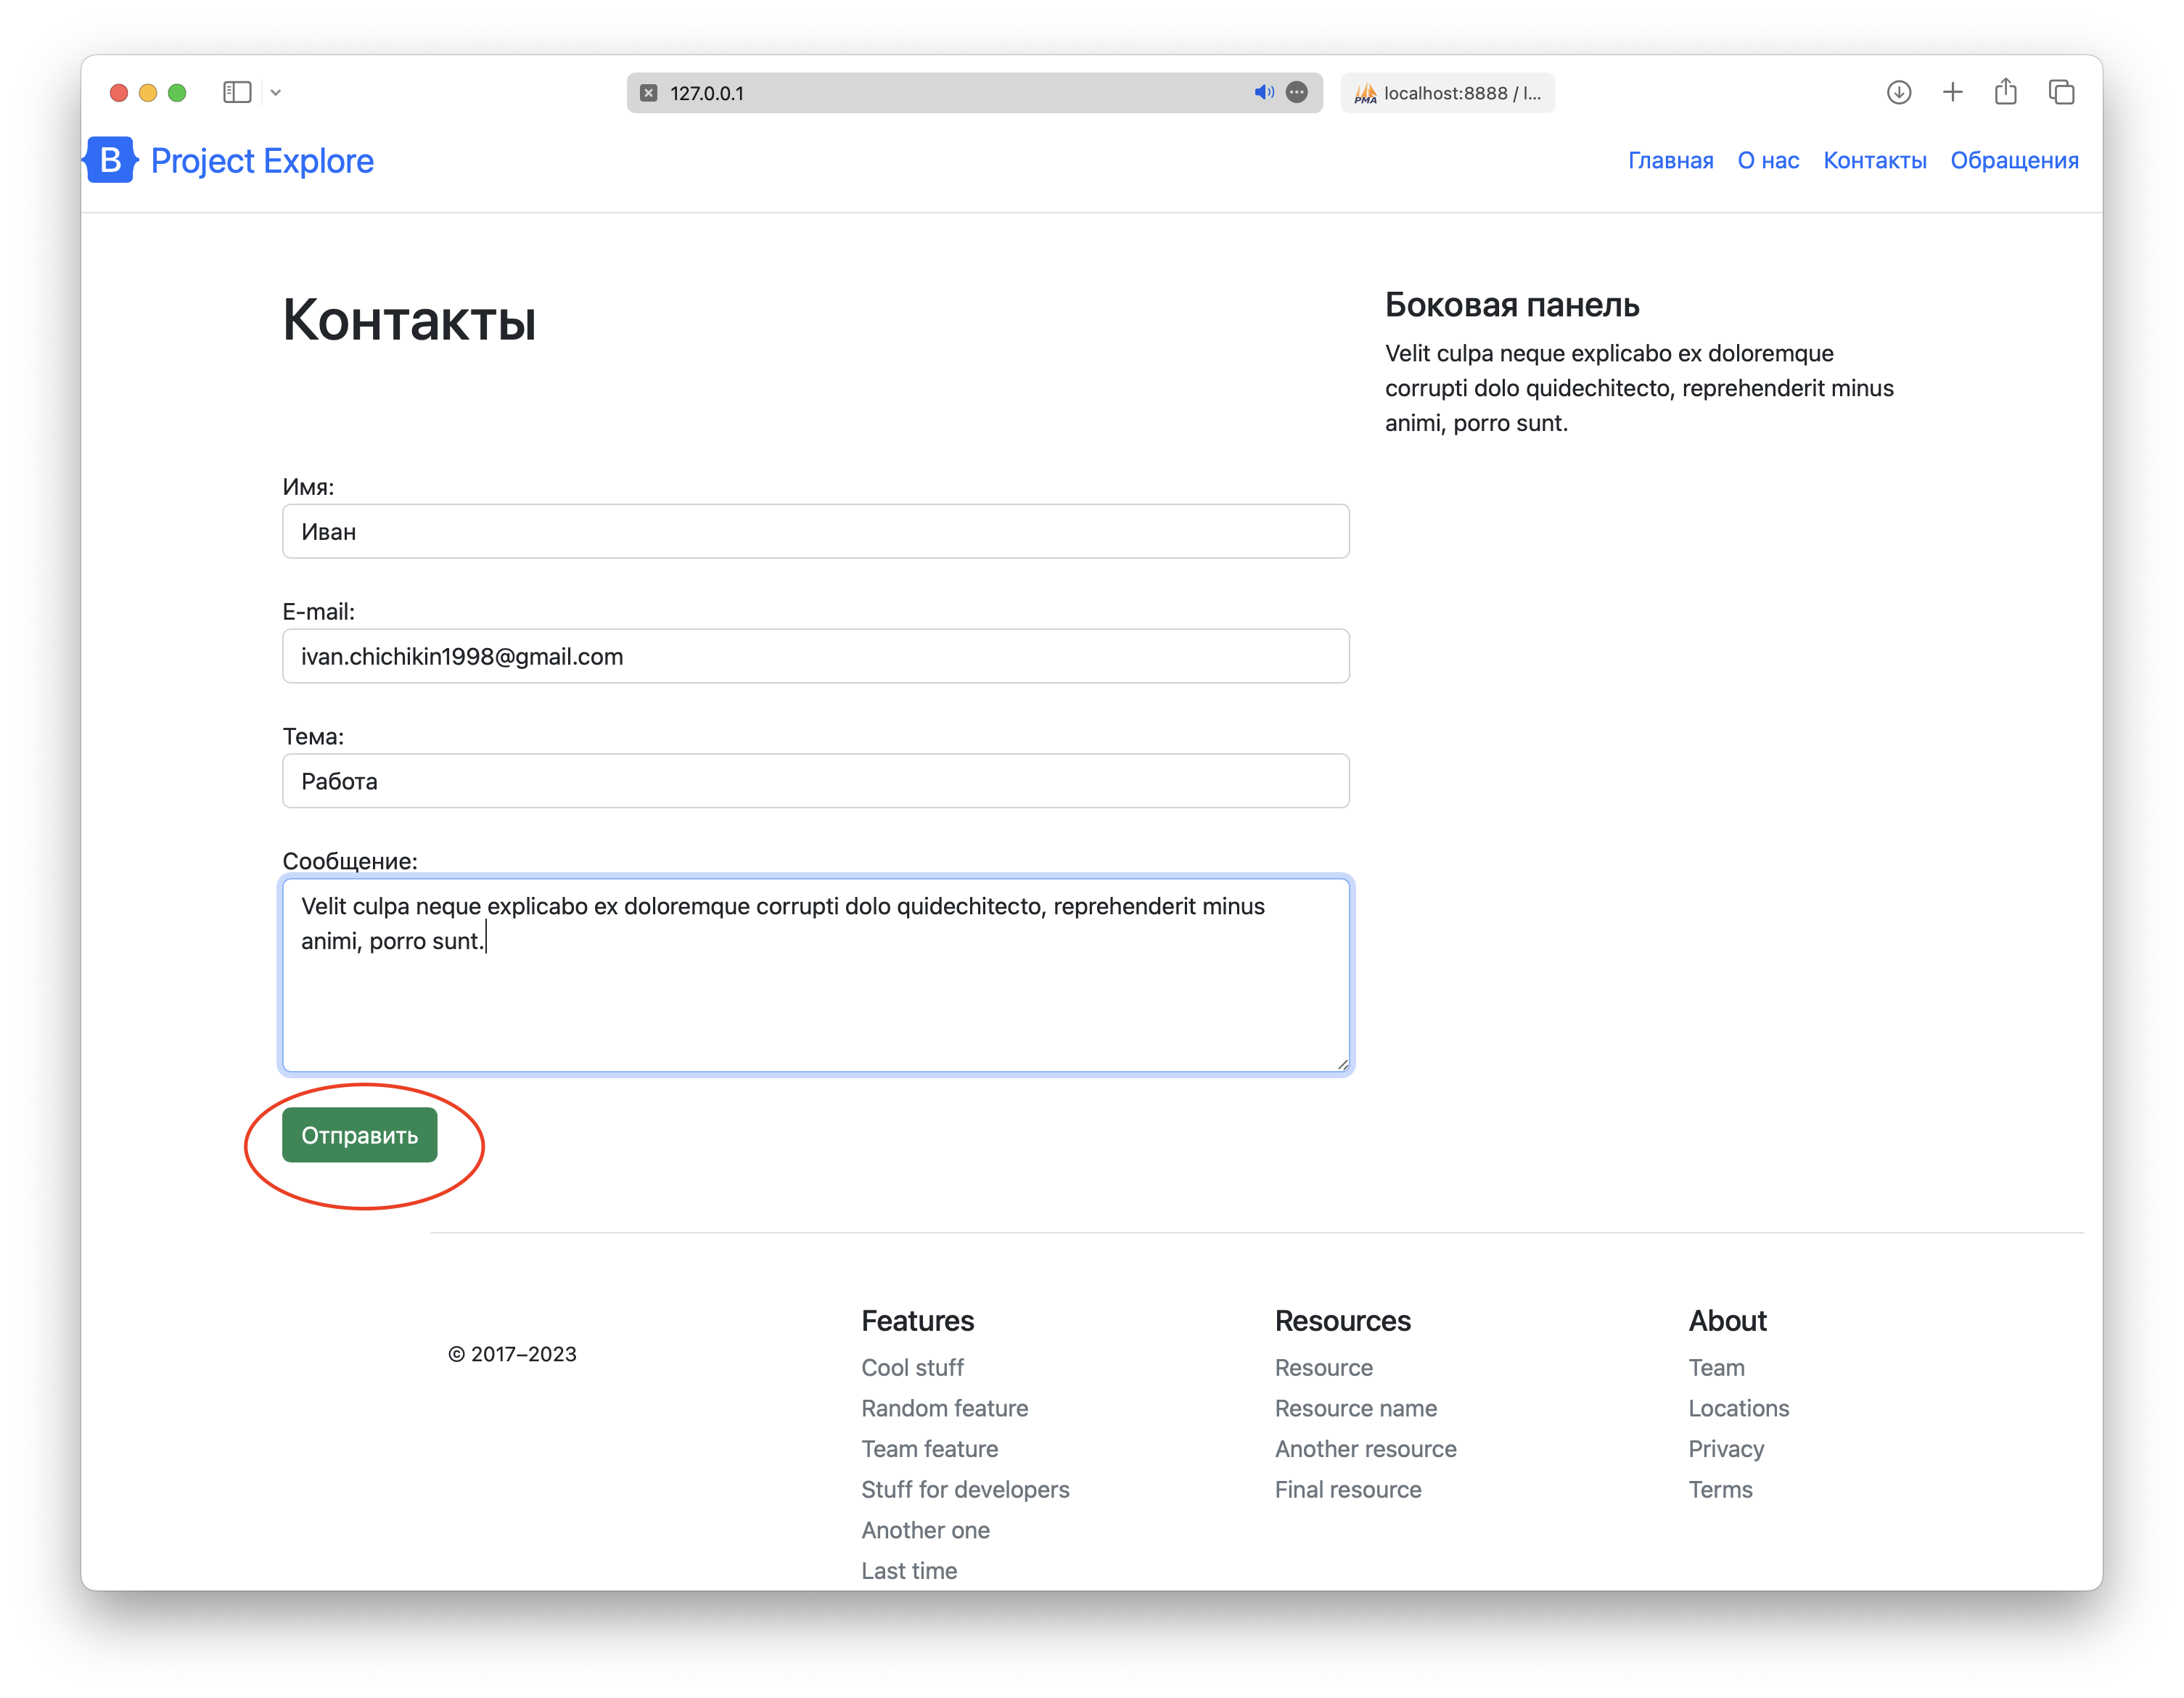 127.0.0.1
PMA localhost:8888 / l...
B Project Explore
Главная О нас Контакты Обращения
Контакты
Боковая панель
Velit culpa neque explicabo ex doloremque
corrupti dolo quidechitecto, reprehenderit minus
animi, porro sunt.
Имя:
Иван
E-mail:
ivan.chichikin1998@gmail.com
Тема:
Работа
Сообщение:
Velit culpa neque explicabo ex doloremque corrupti dolo quidechitecto, reprehenderit minus
animi, porro sunt.
Отправить
© 2017–2023
Features
Cool stuff
Random feature
Team feature
Stuff for developers
Another one
Last time
Resources
Resource
Resource name
Another resource
Final resource
About
Team
Locations
Privacy
Terms